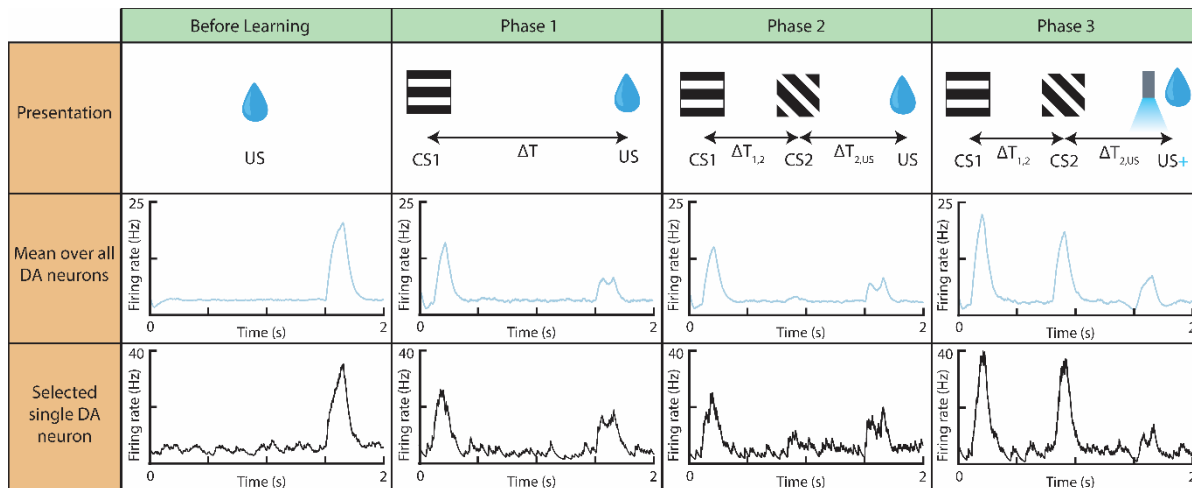 Before Learning
Phase 1
Phase 2
Phase 3
Presentation
US
CS1
ΔT
US
CS1
ΔT1,2
CS2
ΔT2,US
US
CS1
ΔT1,2
CS2
ΔT2,US
US+
Mean over all
DA neurons
Firing rate (Hz)
25
0
Time (s)
2
Firing rate (Hz)
25
0
Time (s)
2
Firing rate (Hz)
25
0
Time (s)
2
Firing rate (Hz)
25
0
Time (s)
2
Selected
single DA
neuron
Firing rate (Hz)
40
0
Time (s)
2
Firing rate (Hz)
40
0
Time (s)
2
Firing rate (Hz)
40
0
Time (s)
2
Firing rate (Hz)
40
0
Time (s)
2